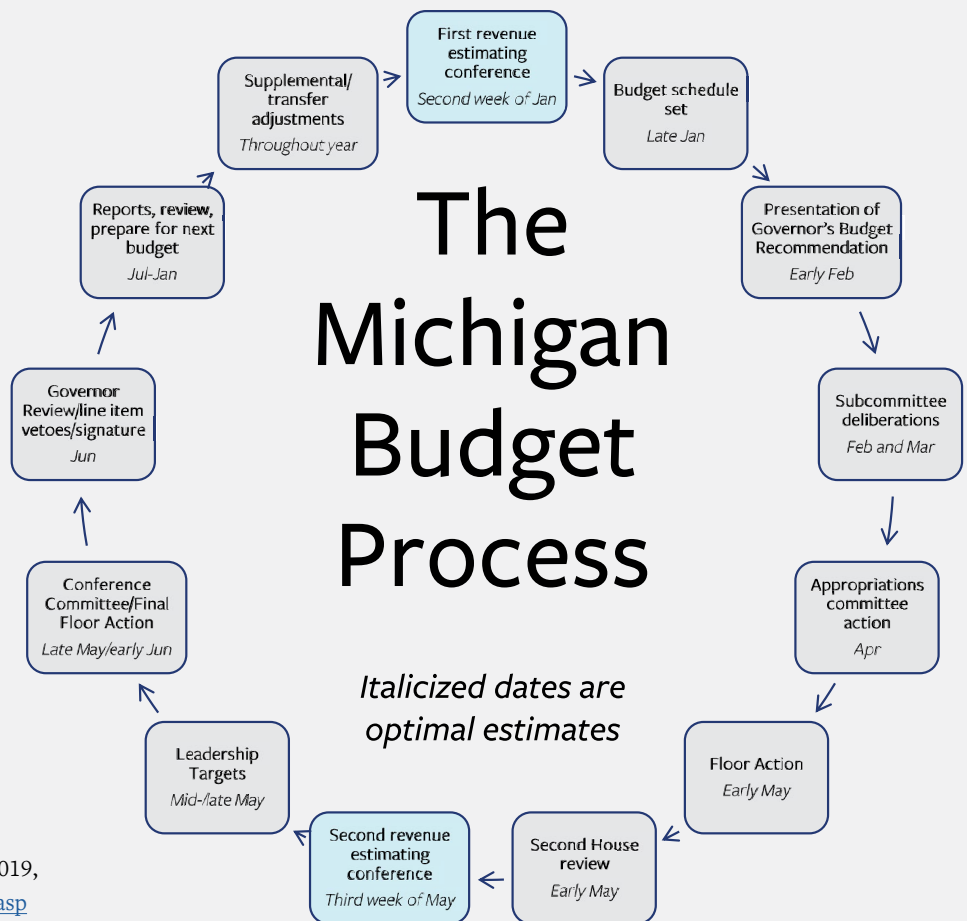 First revenue
estimating
conference
Second week of Jan
Budget schedule
set
Late Jan
Presentation of
Governor's Budget
Recommendation
Early Feb
Subcommittee
deliberations
Feb and Mar
Appropriations
committee
action
Apr
Floor Action
Early May
Second House
review
Early May
Second revenue
estimating
conference
Third week of May
Leadership
Targets
Mid-/late May
Conference
Committee/Final
Floor Action
Late May/early Jun
Governor
Review/line item
vetoes/signature
Jun
Reports, review,
prepare for next
budget
Jul-Jan
Supplemental/
transfer
adjustments
Throughout year
The
Michigan
Budget
Process
Italicized dates are
optimal estimates
019,
asp